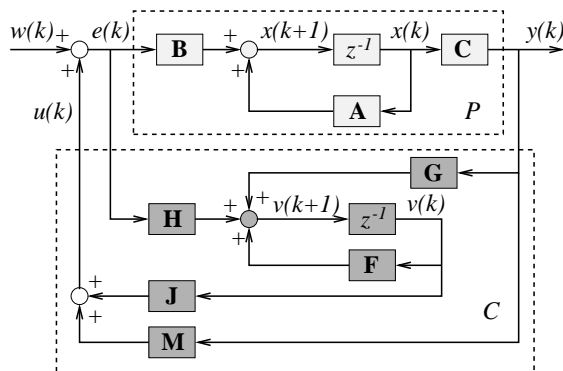 w(k) + e(k) B + x(k+1) z⁻¹ x(k) C y(k)
+ +
u(k) A P
G
+
H + v(k+1) z⁻¹ v(k)
+
F
+ J C
+
M